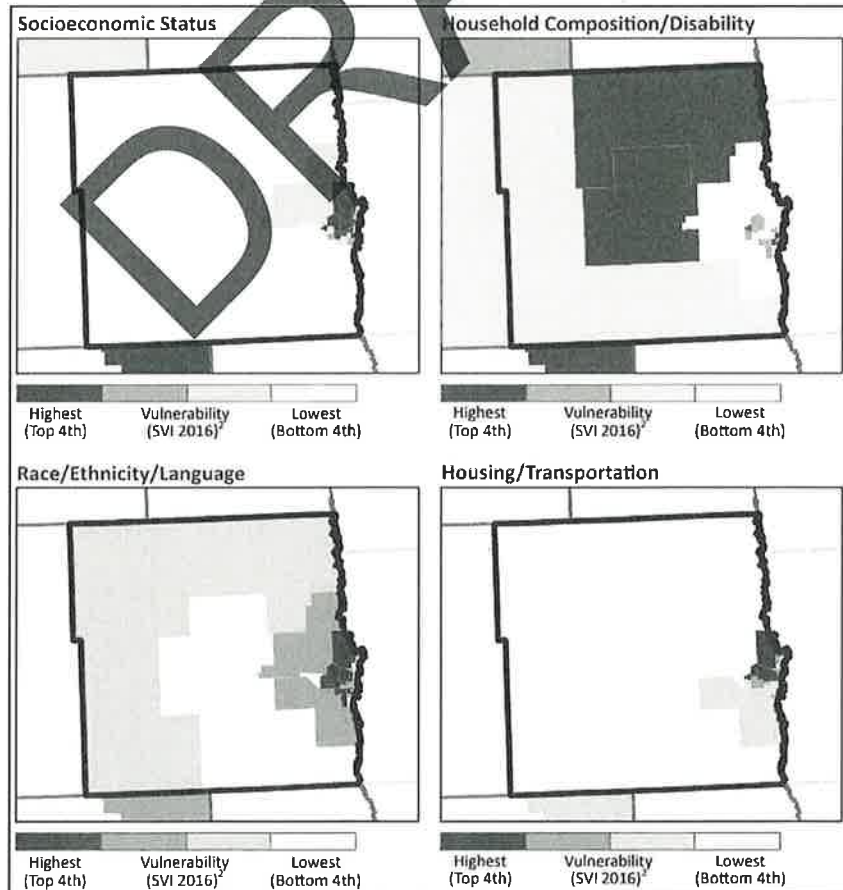 Socioeconomic Status
Household Composition/Disability
Highest
(Top 4th)
Vulnerability
(SVI 2016)²
Lowest
(Bottom 4th)
Highest
(Top 4th)
Vulnerability
(SVI 2016)²
Lowest
(Bottom 4th)
Race/Ethnicity/Language
Housing/Transportation
Highest
(Top 4th)
Vulnerability
(SVI 2016)²
Lowest
(Bottom 4th)
Highest
(Top 4th)
Vulnerability
(SVI 2016)²
Lowest
(Bottom 4th)